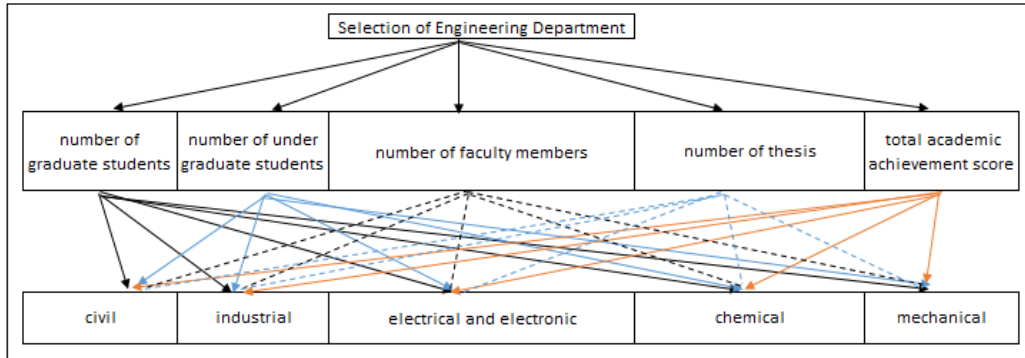 Selection of Engineering Department
number of
graduate students
number of under
graduate students
number of faculty members
number of thesis
total academic
achievement score
civil
industrial
electrical and electronic
chemical
mechanical